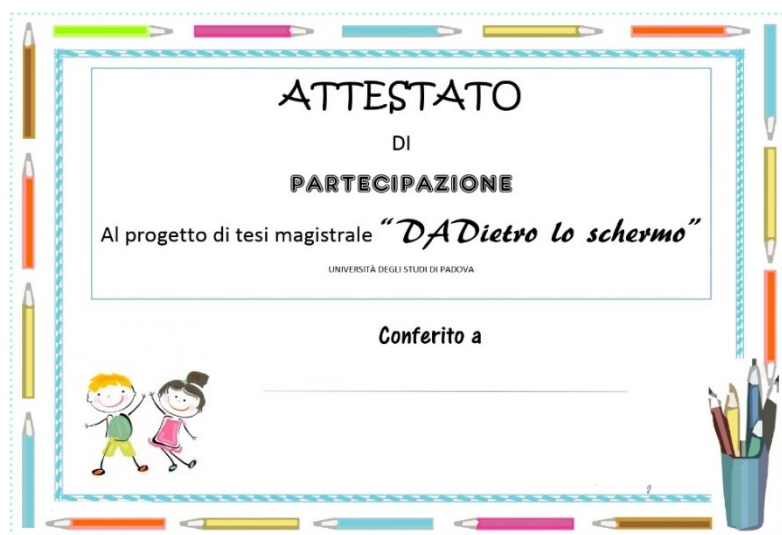 ATTESTATO
DI
PARTECIPAZIONE
Al progetto di tesi magistrale “DADietro lo schermo”
UNIVERSITÀ DEGLI STUDI DI PADOVA
Conferito a